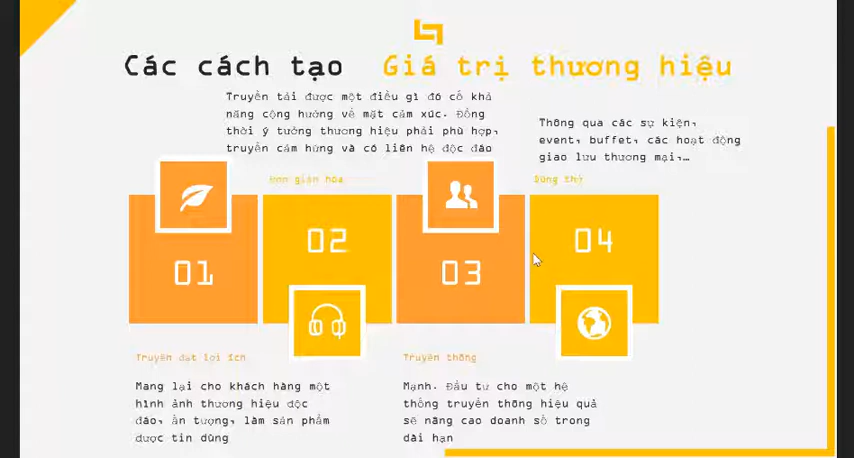 Các cách tạo Giá trị thương hiệu
Truyền tải được một điều gì đó có khả
năng cộng hưởng về mặt cảm xúc. Đồng
thời ý tưởng thương hiệu phải phù hợp,
truyền cảm hứng và có liên hệ độc đáo
Thông qua các sự kiện,
event, buffet, các hoạt động
giao lưu thương mại,…
Đơn giản hóa
Dùng thử
01
02
03
04
Truyền đạt lợi ích
Mang lại cho khách hàng một
hình ảnh thương hiệu độc
đáo, ấn tượng, làm sản phẩm
được tin dùng
Truyền thông
Mạnh. Đầu tư cho một hệ
thống truyền thông hiệu quả
sẽ nâng cao doanh số trong
dài hạn